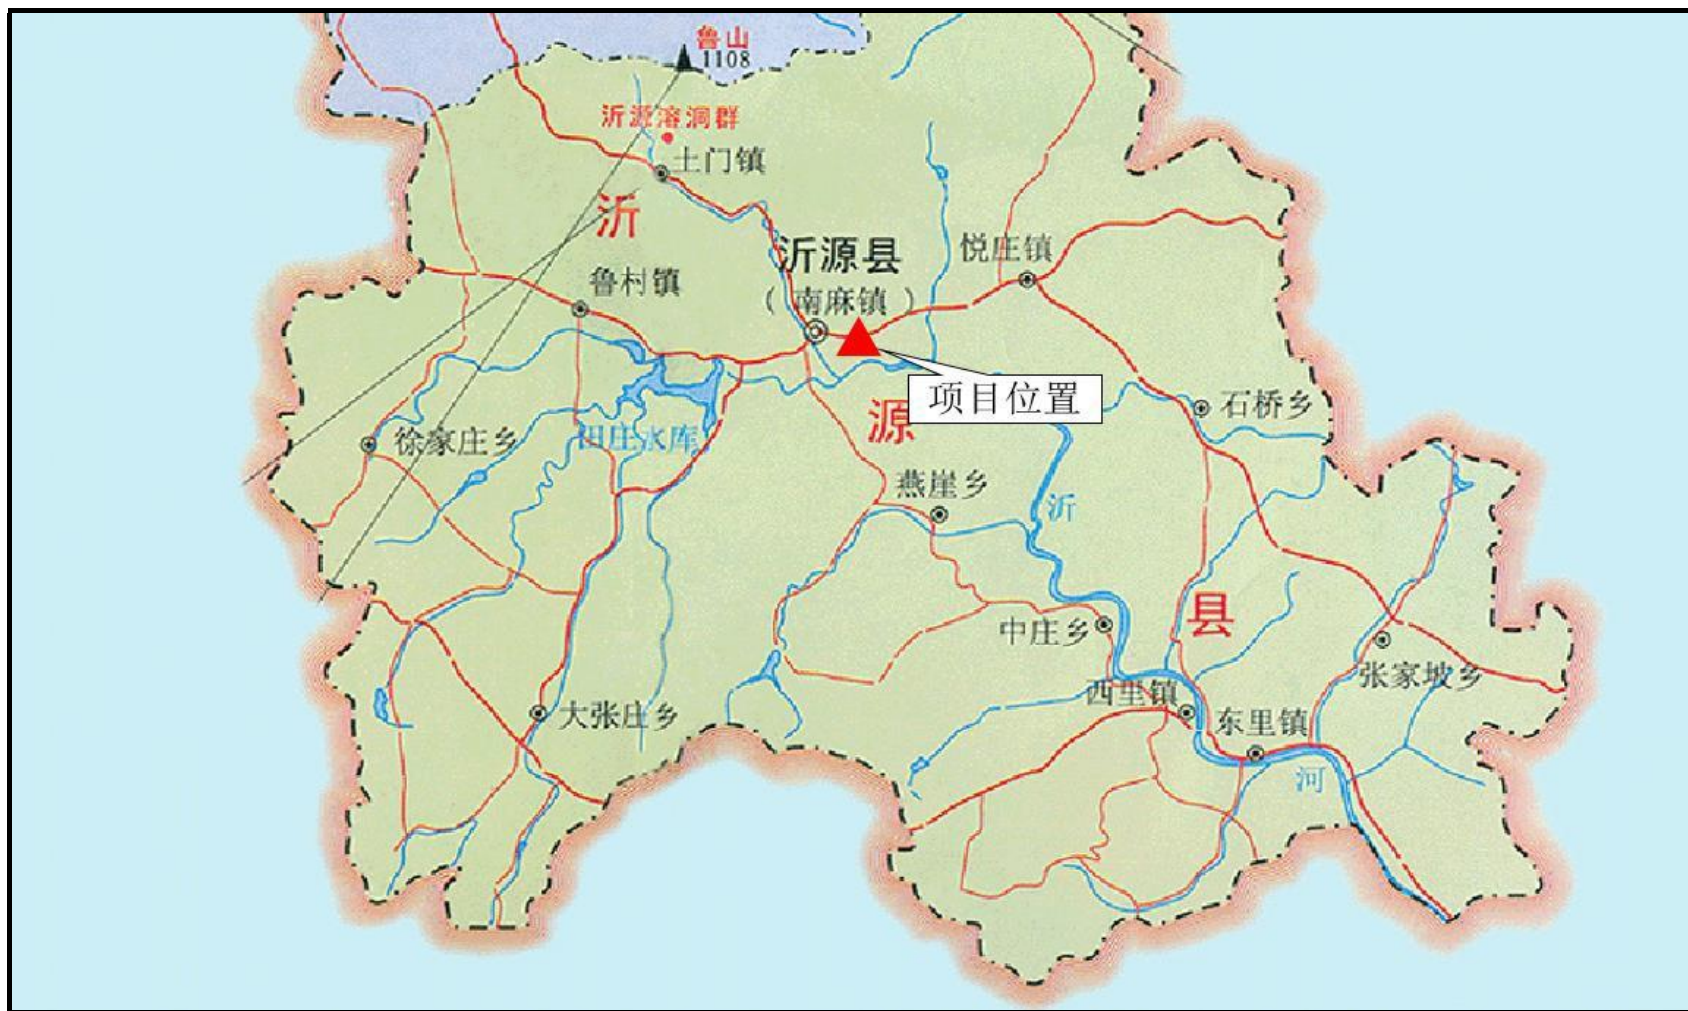 鲁山
1108
沂源溶洞群
土门镇
沂
沂源县
悦庄镇
鲁村镇
（南麻镇）
项目位置
源
石桥乡
徐家庄乡
田庄水库
燕崖乡
沂
县
中庄乡
张家坡乡
西里镇
大张庄乡
东里镇
河